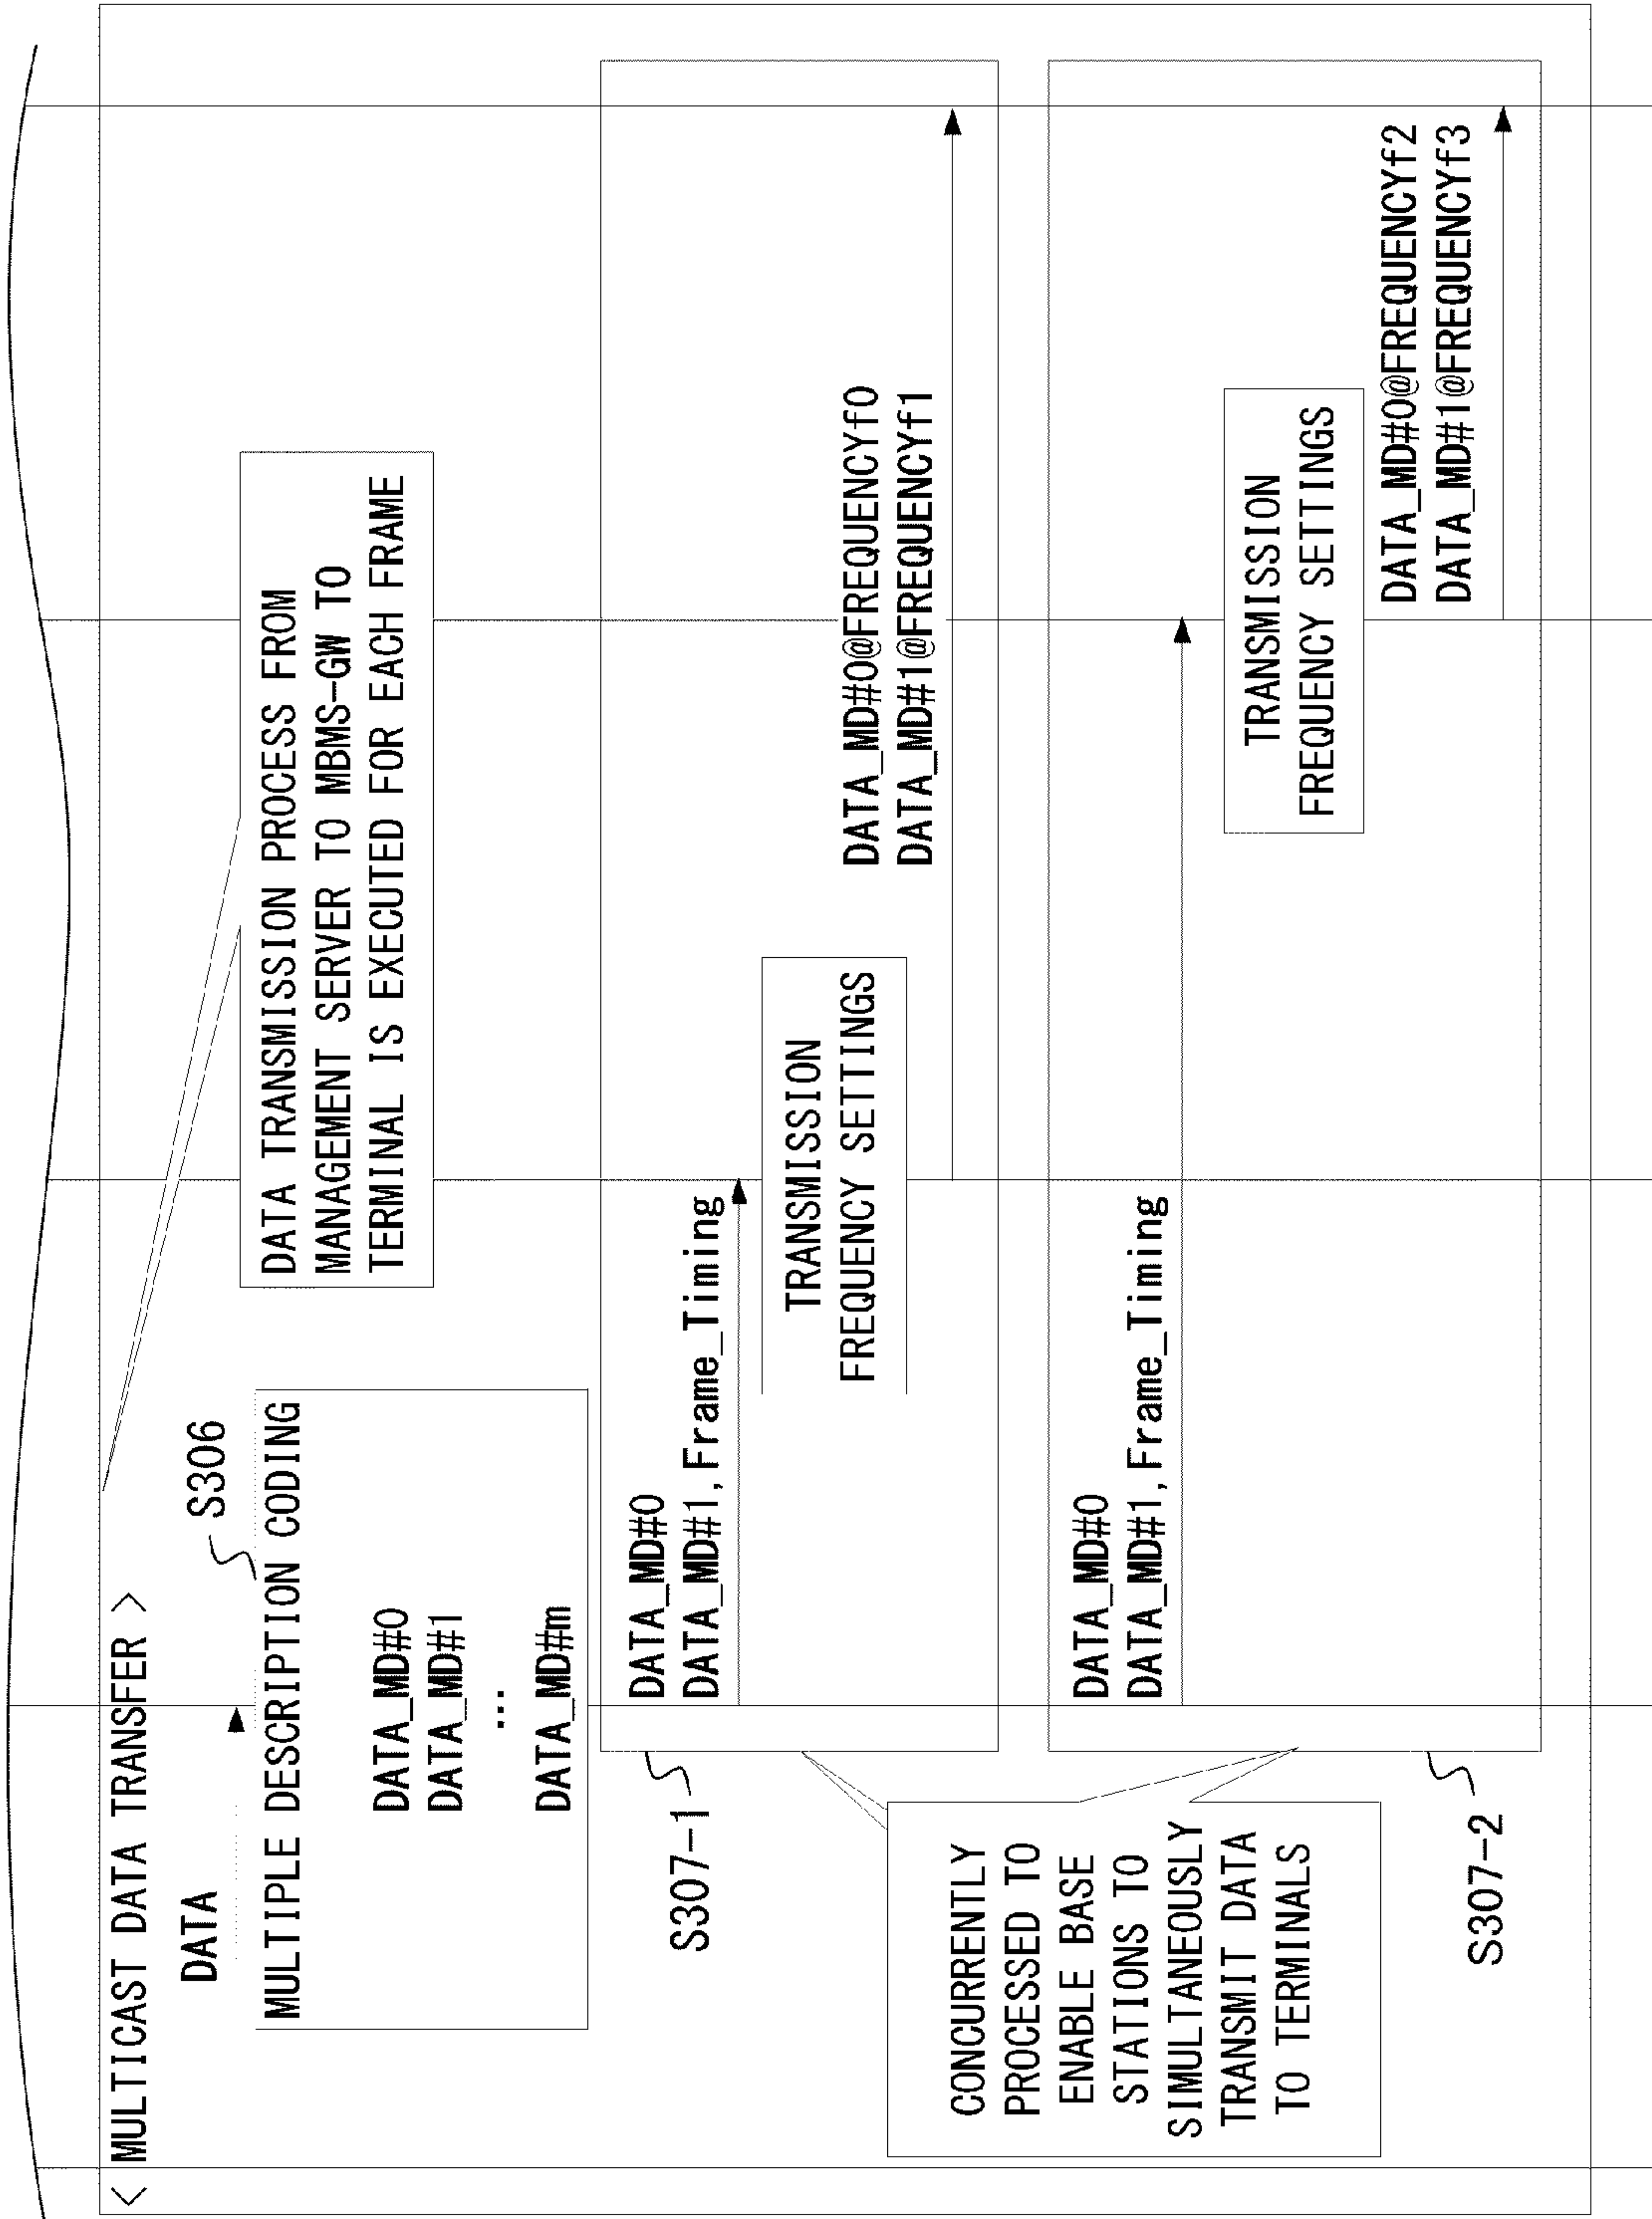 < MULTICAST DATA TRANSFER >
DATA
S306
MULTIPLE DESCRIPTION CODING
DATA_MD#0
DATA_MD#1
...
DATA_MD#m
DATA TRANSMISSION PROCESS FROM
MANAGEMENT SERVER TO MBMS-GW TO
TERMINAL IS EXECUTED FOR EACH FRAME
S307-1
DATA_MD#0
DATA_MD#1,Frame_Timing
TRANSMISSION
FREQUENCY SETTINGS
DATA_MD#0@FREQUENCYf0
DATA_MD#1@FREQUENCYf1
CONCURRENTLY
PROCESSED TO
ENABLE BASE
STATIONS TO
SIMULTANEOUSLY
TRANSMIT DATA
TO TERMINALS
S307-2
DATA_MD#0
DATA_MD#1,Frame_Timing
TRANSMISSION
FREQUENCY SETTINGS
DATA_MD#0@FREQUENCYf2
DATA_MD#1@FREQUENCYf3